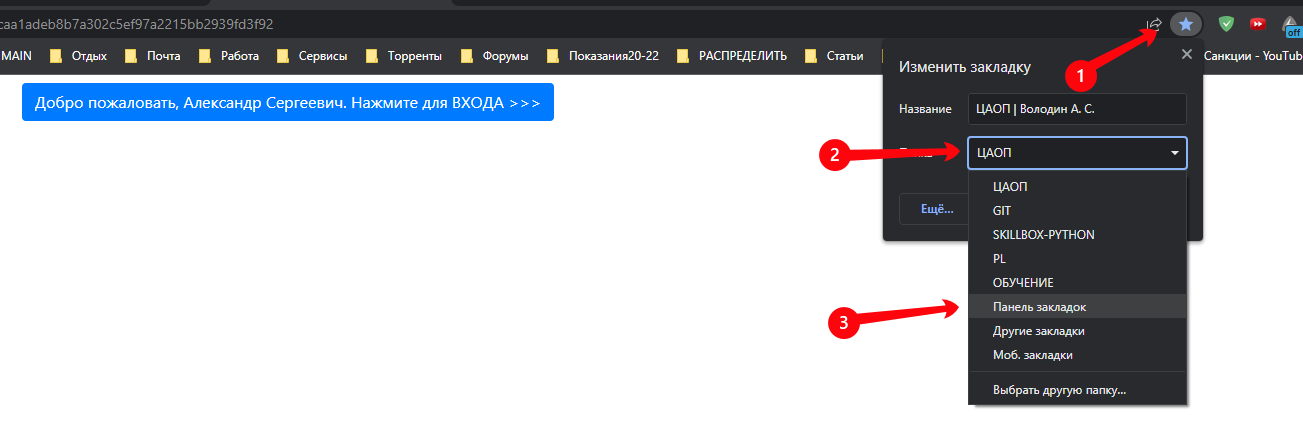 caa1adeb8b7a302c5ef97a2215bb2939fd3f92
off
MAIN Отдых Почта Работа Сервисы Торренты Форумы Показания20-22 РАСПРЕДЕЛИТЬ Статьи Санкции - YouTub
1
Изменить закладку
Добро пожаловать, Александр Сергеевич. Нажмите для ВХОДА >>>
Название ЦАОП | Володин А. С.
2
ЦАОП
ЦАОП
Ещё...
GIT
SKILLBOX-PYTHON
PL
ОБУЧЕНИЕ
3
Панель закладок
Другие закладки
Моб. закладки
Выбрать другую папку...